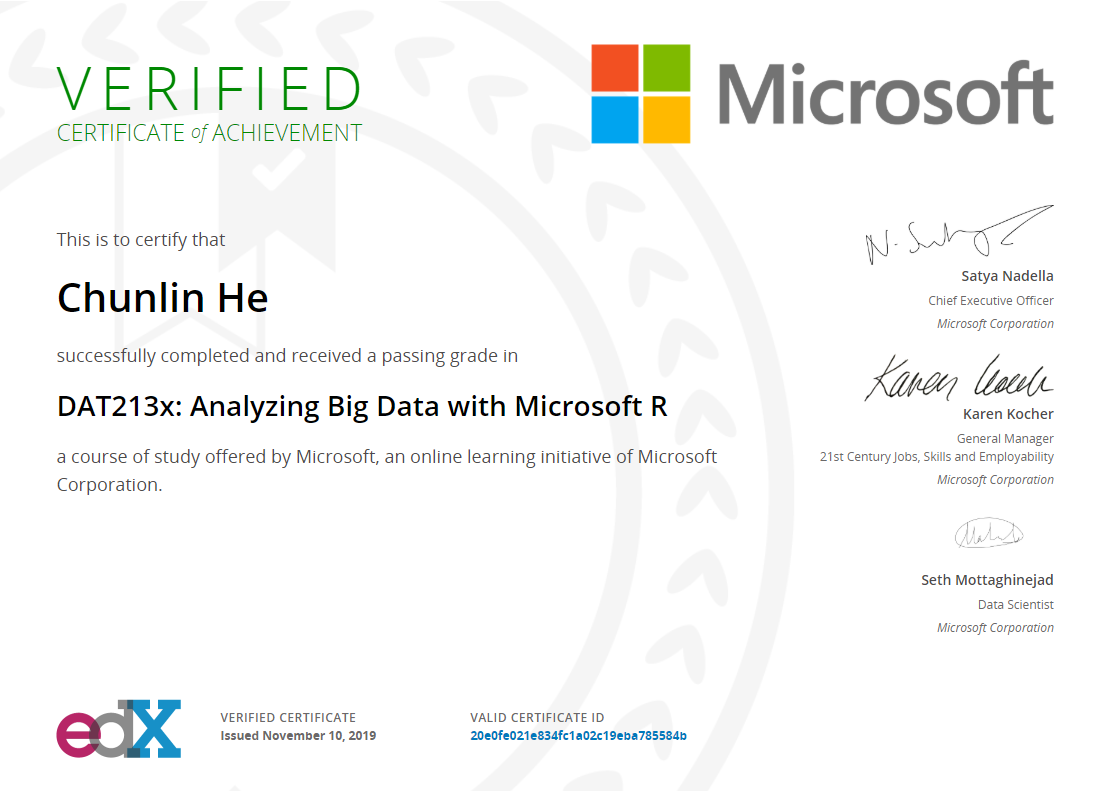 VERIFIED
CERTIFICATE of ACHIEVEMENT
Microsoft
This is to certify that
Chunlin He
successfully completed and received a passing grade in
DAT213x: Analyzing Big Data with Microsoft R
a course of study offered by Microsoft, an online learning initiative of Microsoft
Corporation.
Satya Nadella
Chief Executive Officer
Microsoft Corporation
Karen Kocher
Karen Kocher
General Manager
21st Century Jobs, Skills and Employability
Microsoft Corporation
Seth Mottaghinejad
Data Scientist
Microsoft Corporation
edX
VERIFIED CERTIFICATE
Issued November 10, 2019
VALID CERTIFICATE ID
20e0fe021e834fc1a02c19eba785584b